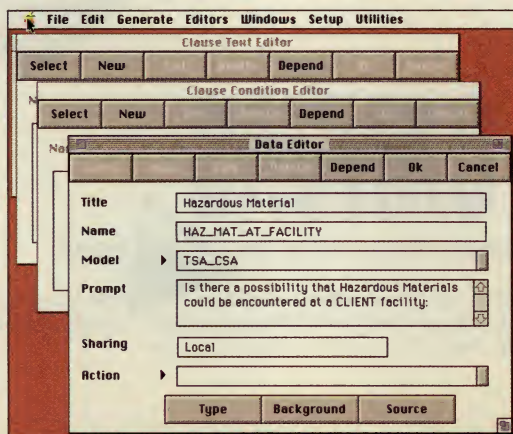 File Edit Generate Editors Windows Setup Utilities
Clause Text Editor
Select New Depend
Clause Condition Editor
Select New Depend
Data Editor
Depend Ok Cancel
Title Hazardous Material
Name HAZ_MAT_AT_FACILITY
Model TSA_CSA
Prompt Is there a possibility that Hazardous Materials
could be encountered at a CLIENT facility:
Sharing Local
Action
Type Background Source